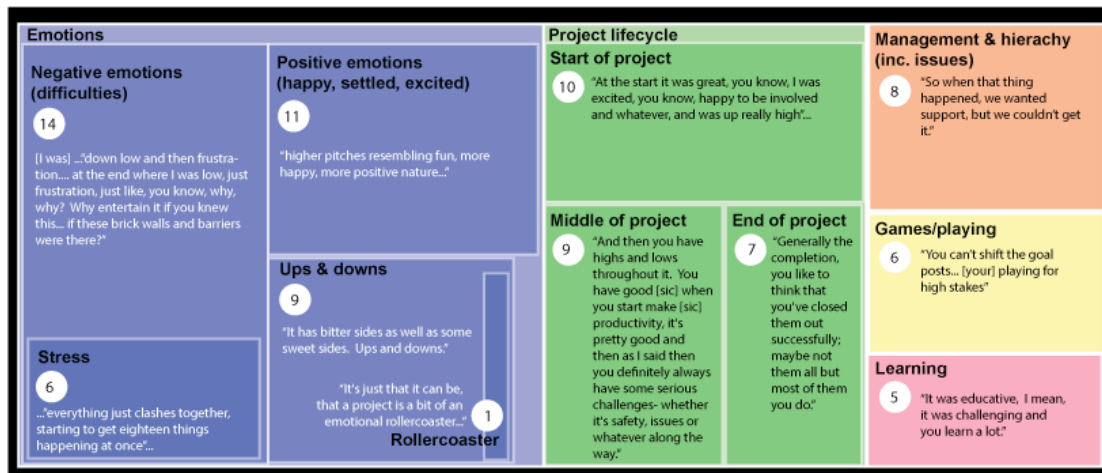 Emotions
Negative emotions
(difficulties)
14
[I was] ..."down low and then frustra-
tion.... at the end where I was low, just
frustration, just like, you know, why,
why? Why entertain it if you knew
this... if these brick walls and barriers
were there?"
Stress
6
..."everything just clashes together,
starting to get eighteen things
happening at once"...
Positive emotions
(happy, settled, excited)
11
"higher pitches resembling fun, more
happy, more positive nature..."
Ups & downs
9
"It has bitter sides as well as some
sweet sides. Ups and downs."
"It's just that it can be,
that a project is a bit of an
emotional rollercoaster..."
1
Rollercoaster
Project lifecycle
Start of project
10
"At the start it was great, you know, I was
excited, you know, happy to be involved
and whatever, and was up really high"...
Middle of project
9
"And then you have
highs and lows
throughout it. You
have good [sic] when
you start make [sic]
productivity, it's
pretty good and
then as I said then
you definitely always
have some serious
challenges- whether
it's safety, issues or
whatever along the
way."
End of project
7
"Generally the
completion,
you like to
think that
you've closed
them out
successfully;
maybe not
them all but
most of them
you do."
Management & hierachy
(inc. issues)
8
"So when that thing
happened, we wanted
support, but we couldn't get
it."
Games/playing
6
"You can't shift the goal
posts... [your] playing for
high stakes"
Learning
5
"It was educative, I mean,
it was challenging and
you learn a lot."